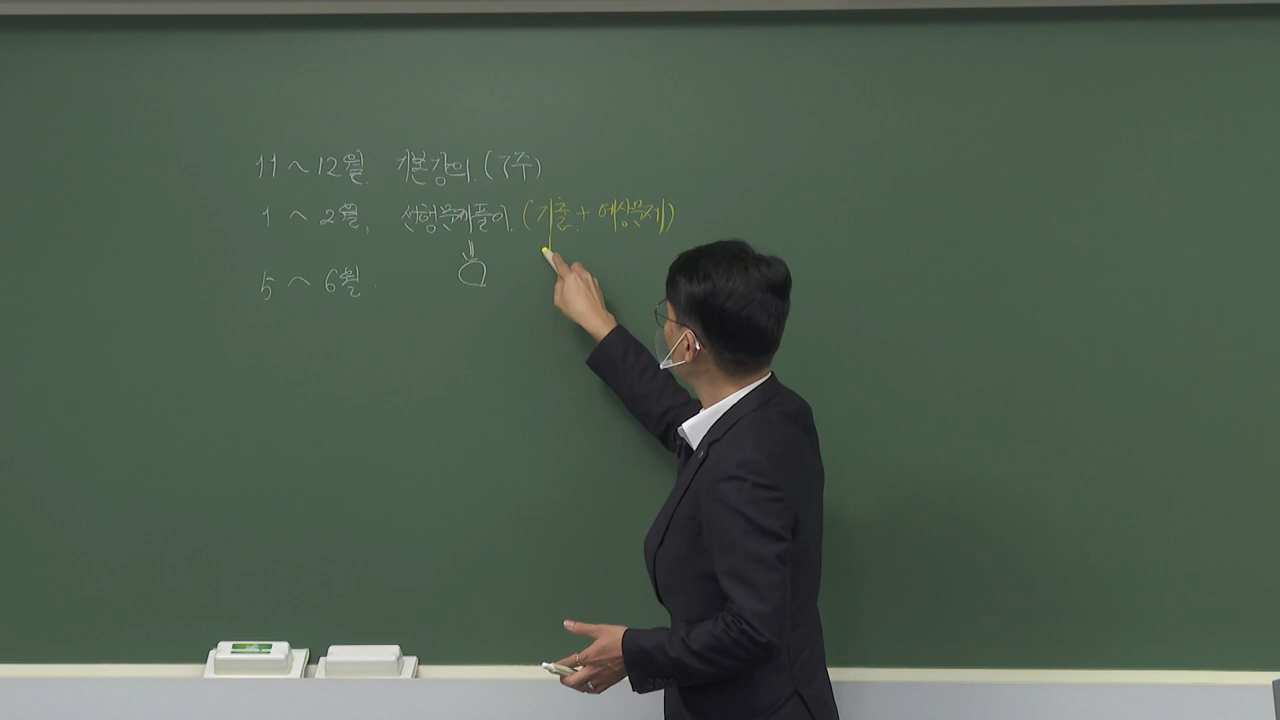 11 ~ 12월. 기본강의. (7주)
1 ~ 2월. 선형문제풀이. (기출. + 예상문제)
5 ~ 6월.